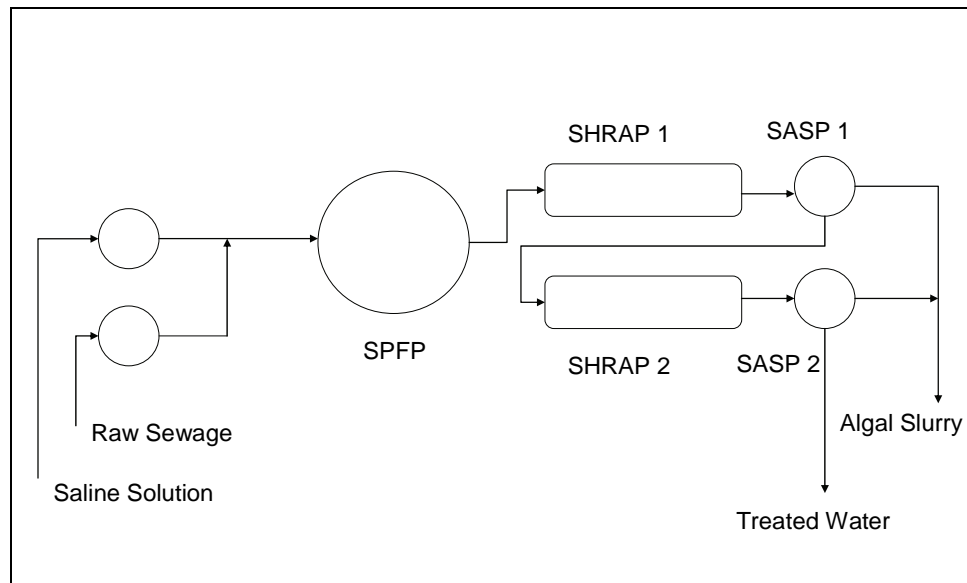 SHRAP 1
SASP 1
SPFP
SHRAP 2
SASP 2
Raw Sewage
Algal Slurry
Saline Solution
Treated Water